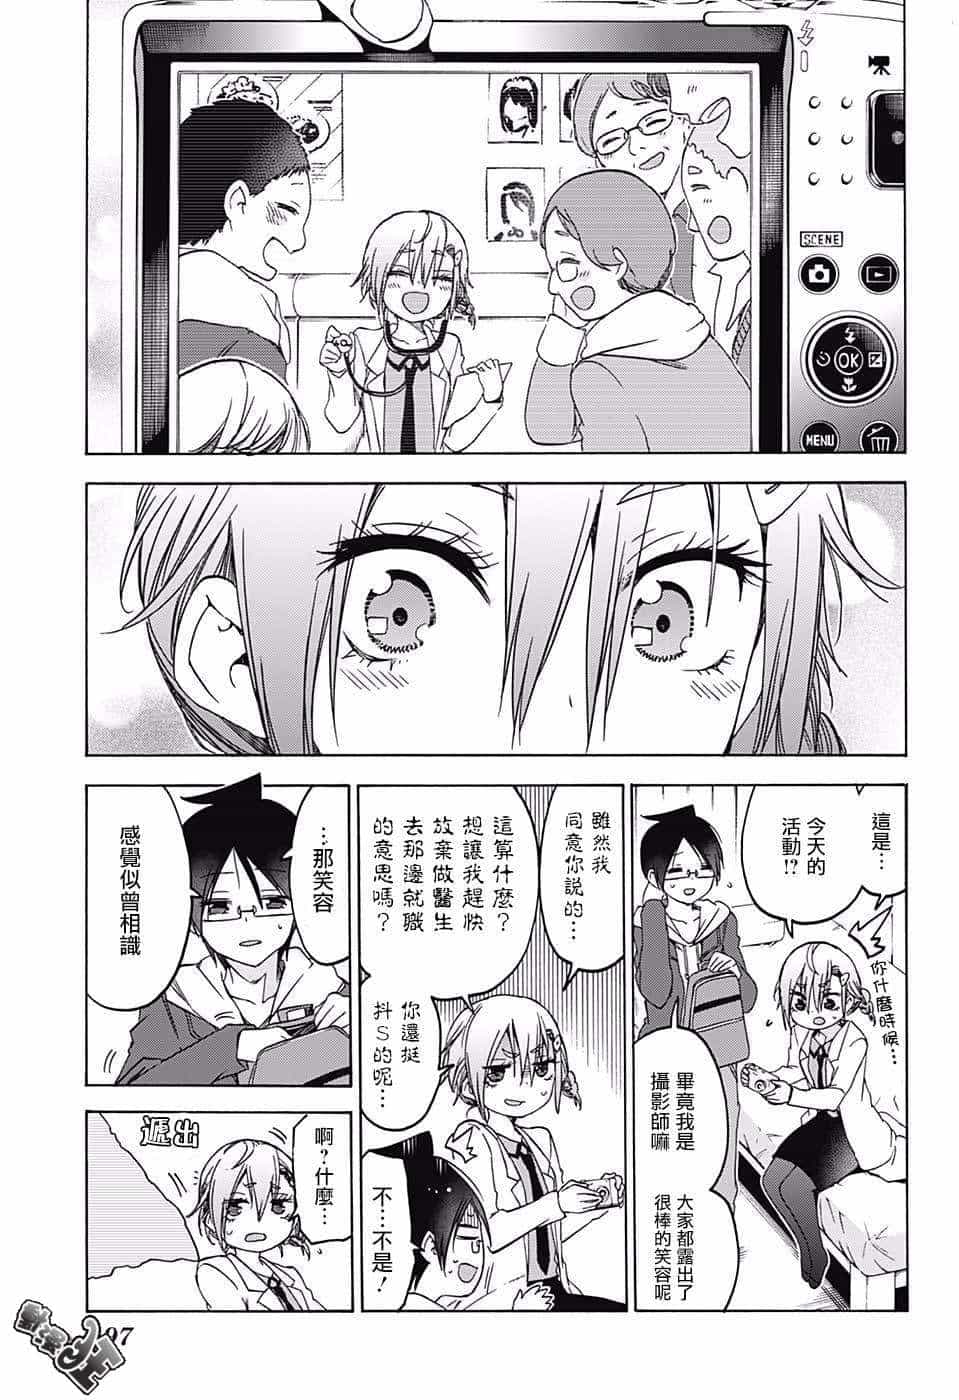 SCENE
OK
MENU
這是…
今天的
活動!?
你什麼時候…
畢竟我是
攝影師嘛
大家都露出了
很棒的笑容呢
雖然我
同意你說的…
這算什麼？
想讓我趕快
放棄做醫生
去那邊就職
的意思嗎？
你還挺
抖S的呢…
不…不是！
…那笑容
感覺似曾相識
啊？什麼…
遞出
97